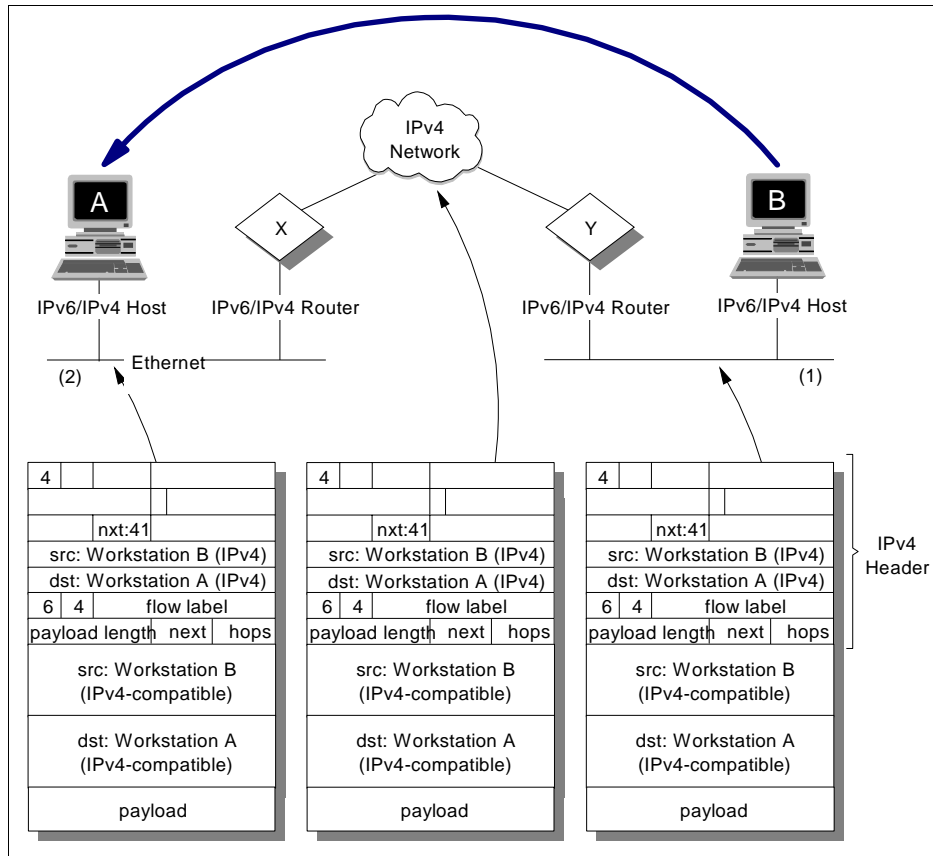 IPv4
Network
A
X
Y
B
IPv6/IPv4 Host
IPv6/IPv4 Router
IPv6/IPv4 Router
IPv6/IPv4 Host
Ethernet
(2)
(1)
4
nxt:41
src: Workstation B (IPv4)
dst: Workstation A (IPv4)
6 4 flow label
payload length next hops
src: Workstation B
(IPv4-compatible)
dst: Workstation A
(IPv4-compatible)
payload
4
nxt:41
src: Workstation B (IPv4)
dst: Workstation A (IPv4)
6 4 flow label
payload length next hops
src: Workstation B
(IPv4-compatible)
dst: Workstation A
(IPv4-compatible)
payload
4
nxt:41
src: Workstation B (IPv4)
dst: Workstation A (IPv4)
6 4 flow label
payload length next hops
src: Workstation B
(IPv4-compatible)
dst: Workstation A
(IPv4-compatible)
payload
IPv4
Header